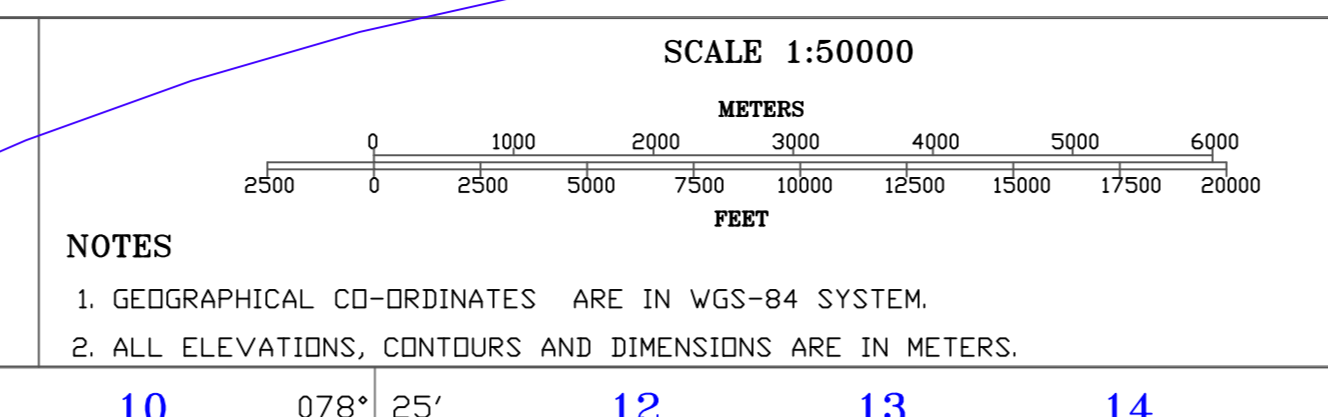 SCALE 1:50000
METERS
0 1000 2000 3000 4000 5000 6000
2500 0 2500 5000 7500 10000 12500 15000 17500 20000
FEET
NOTES
1. GEOGRAPHICAL CO-ORDINATES ARE IN WGS-84 SYSTEM.
2. ALL ELEVATIONS, CONTOURS AND DIMENSIONS ARE IN METERS.
10 078° 25′ 12 13 14